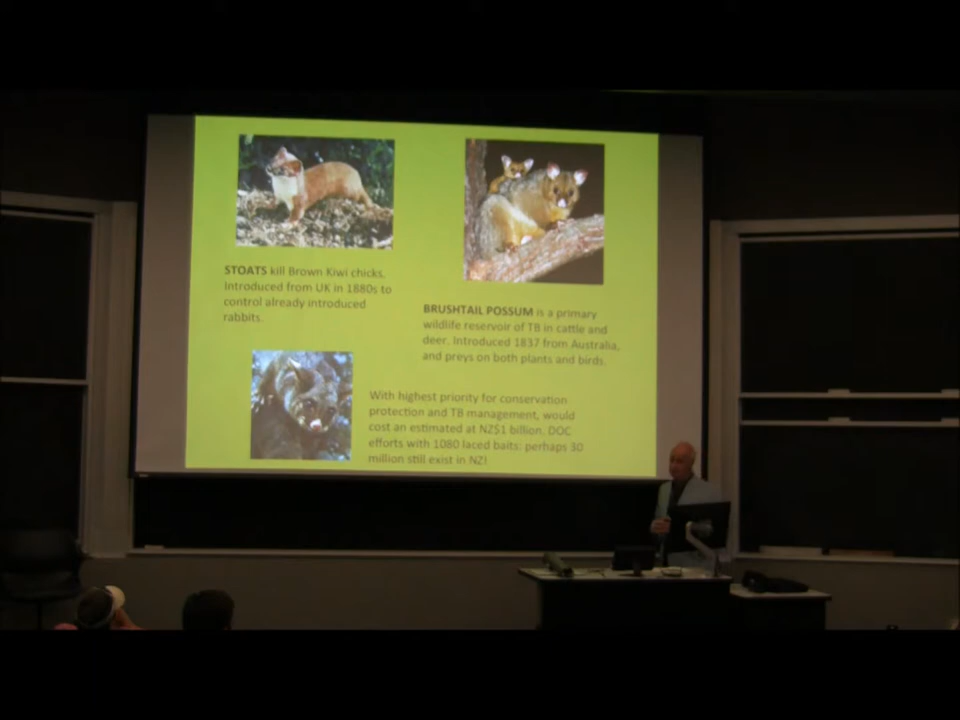 STOATS kill Brown Kiwi chicks.
Introduced from UK in 1880s to
control already introduced
rabbits.
BRUSHTAIL POSSUM is a primary
wildlife reservoir of TB in cattle and
deer. Introduced 1837 from Australia,
and preys on both plants and birds.
With highest priority for conservation
protection and TB management, would
cost an estimated at NZ$1 billion. DOC
efforts with 1080 laced baits: perhaps 30
million still exist in NZ!